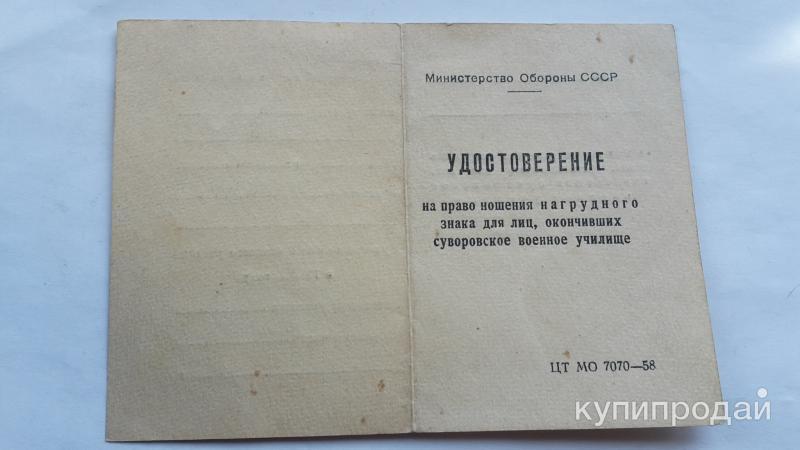 Министерство Обороны СССР
УДОСТОВЕРЕНИЕ
на право ношения нагрудного
знака для лиц, окончивших
суворовское военное училище
ЦТ МО 7070—58
купипродай